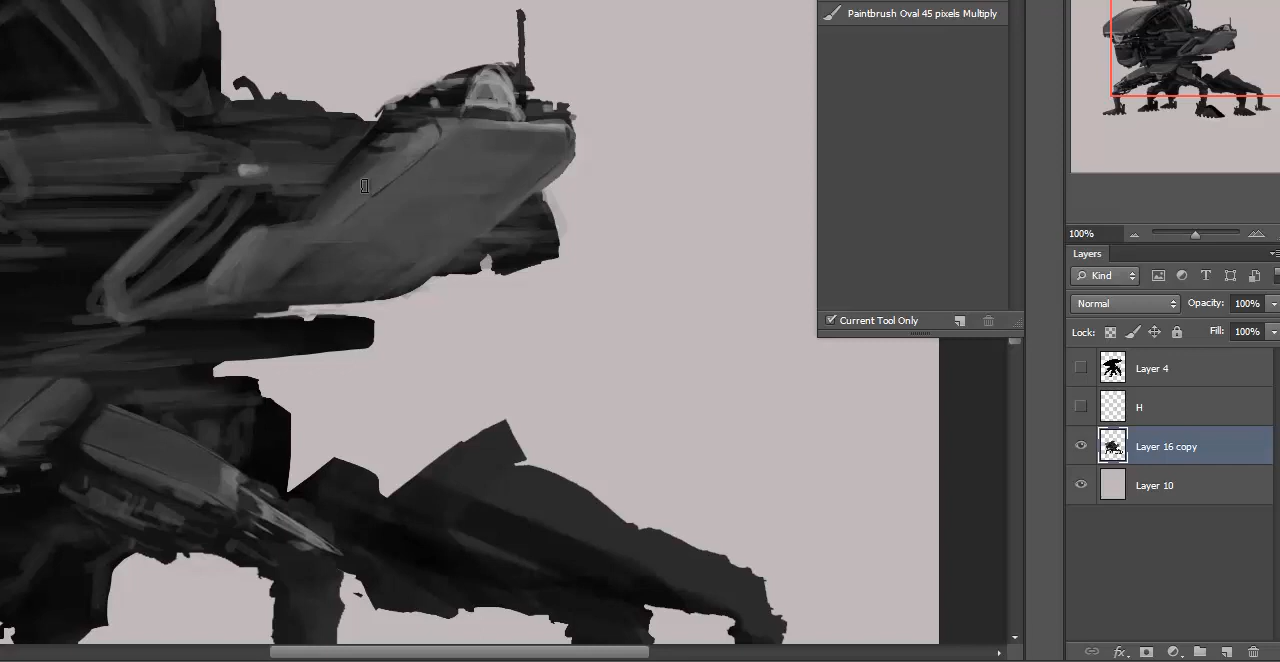 Paintbrush Oval 45 pixels Multiply
Current Tool Only
100%
Layers
Kind
T
Normal
Opacity: 100%
Lock:
Fill: 100%
Layer 4
H
Layer 16 copy
Layer 10
fx